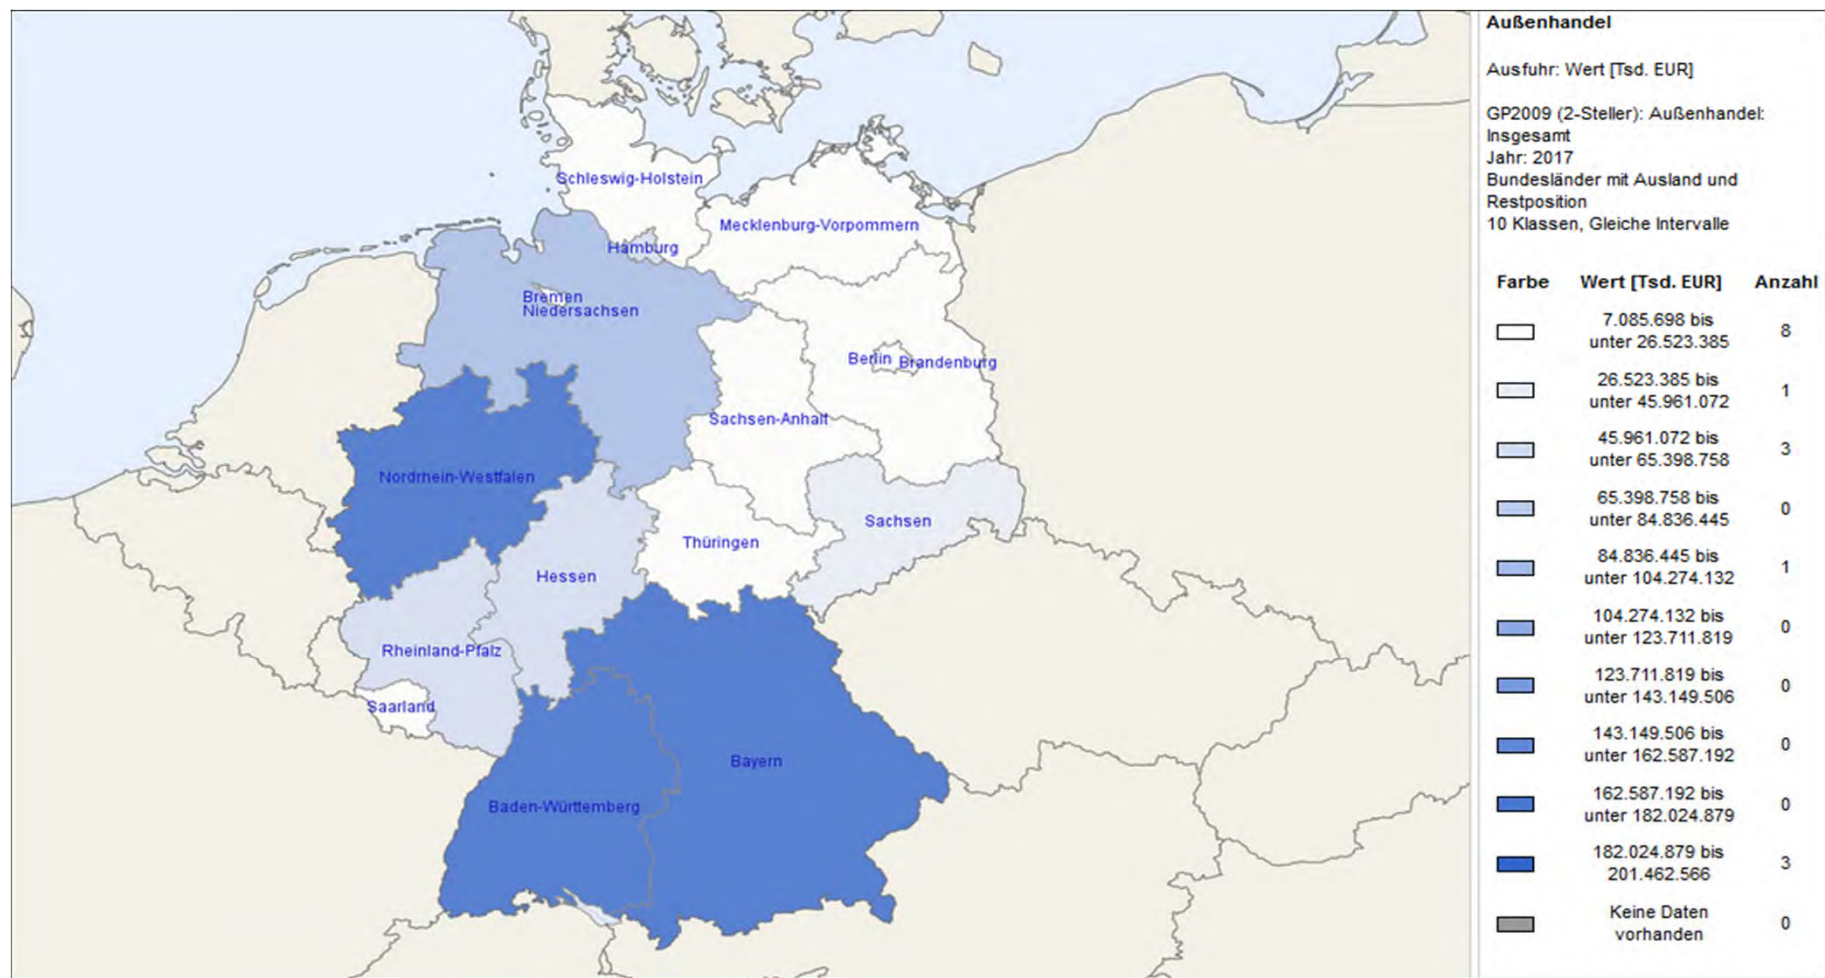 Schleswig-Holstein
Mecklenburg-Vorpommern
Hamburg
Bremen
Niedersachsen
Berlin
Brandenburg
Sachsen-Anhalt
Nordrhein-Westfalen
Sachsen
Thüringen
Hessen
Rheinland-Pfalz
Saarland
Bayern
Baden-Württemberg
Außenhandel
Ausfuhr: Wert [Tsd. EUR]
GP2009 (2-Steller): Außenhandel:
Insgesamt
Jahr: 2017
Bundesländer mit Ausland und
Restposition
10 Klassen, Gleiche Intervalle
Farbe Wert [Tsd. EUR] Anzahl
7.085.698 bis
unter 26.523.385 8
26.523.385 bis
unter 45.961.072 1
45.961.072 bis
unter 65.398.758 3
65.398.758 bis
unter 84.836.445 0
84.836.445 bis
unter 104.274.132 1
104.274.132 bis
unter 123.711.819 0
123.711.819 bis
unter 143.149.506 0
143.149.506 bis
unter 162.587.192 0
162.587.192 bis
unter 182.024.879 0
182.024.879 bis
201.462.566 3
Keine Daten
vorhanden 0